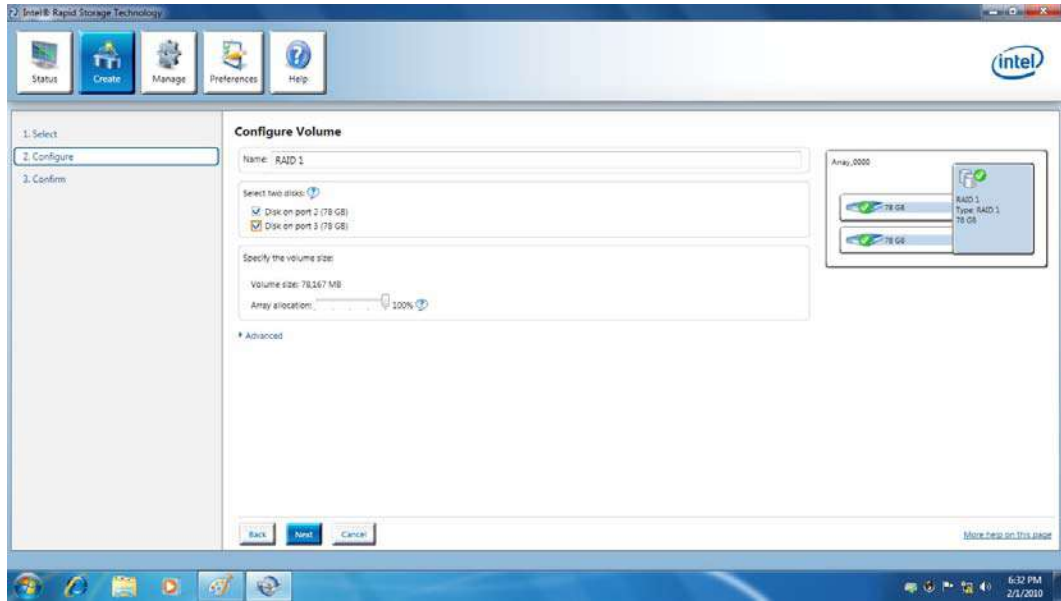 Intel® Rapid Storage Technology
Status
Create
Manage
Preferences
Help
intel
1. Select
2. Configure
3. Confirm
Configure Volume
Name: RAID 1
Select two disks: ?
Disk on port 2 (78 GB)
Disk on port 3 (78 GB)
Specify the volume size:
Volume size: 78,167 MB
Array allocation: 100% ?
Advanced
Array_0000
78 GB
78 GB
RAID 1
Type: RAID 1
78 GB
Back
Next
Cancel
More help on this page
6:32 PM
2/1/2010